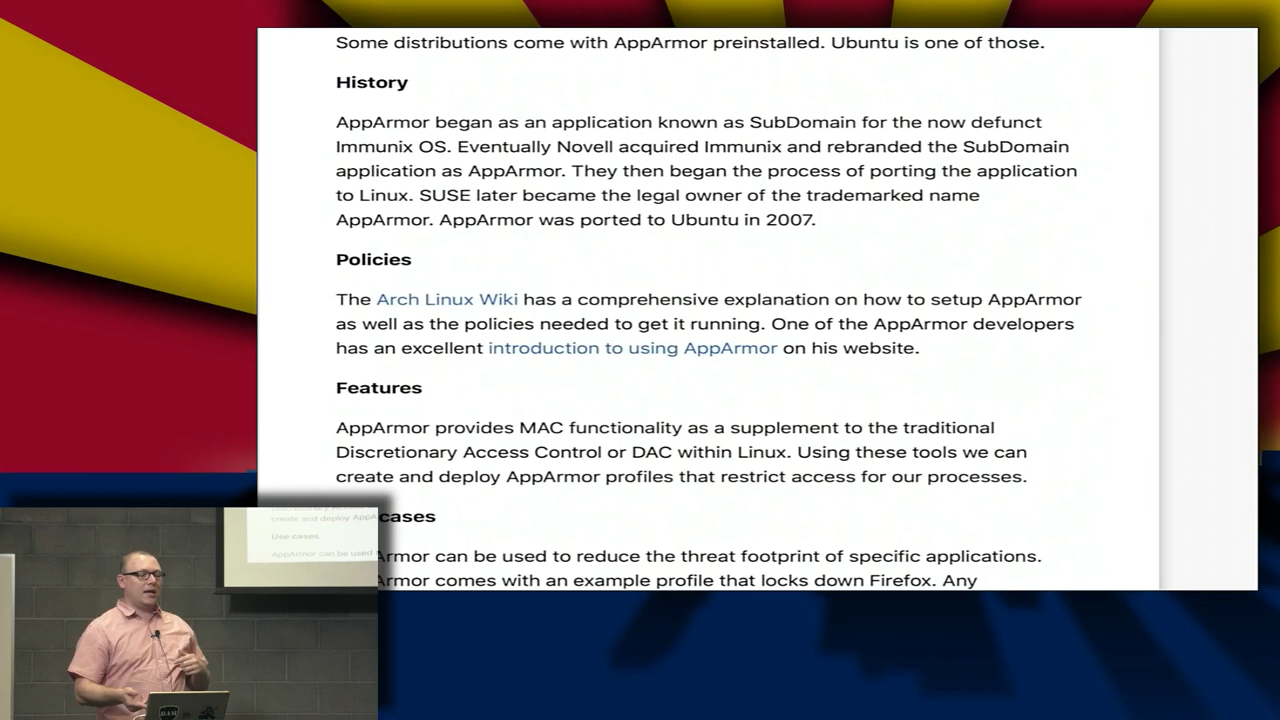 Some distributions come with AppArmor preinstalled. Ubuntu is one of those.
History
AppArmor began as an application known as SubDomain for the now defunct
Immunix OS. Eventually Novell acquired Immunix and rebranded the SubDomain
application as AppArmor. They then began the process of porting the application
to Linux. SUSE later became the legal owner of the trademarked name
AppArmor. AppArmor was ported to Ubuntu in 2007.
Policies
The Arch Linux Wiki has a comprehensive explanation on how to setup AppArmor
as well as the policies needed to get it running. One of the AppArmor developers
has an excellent introduction to using AppArmor on his website.
Features
AppArmor provides MAC functionality as a supplement to the traditional
Discretionary Access Control or DAC within Linux. Using these tools we can
create and deploy AppArmor profiles that restrict access for our processes.
cases
Armor can be used to reduce the threat footprint of specific applications.
Armor comes with an example profile that locks down Firefox. Any
create and deploy AppA
Use cases
AppArmor can be used